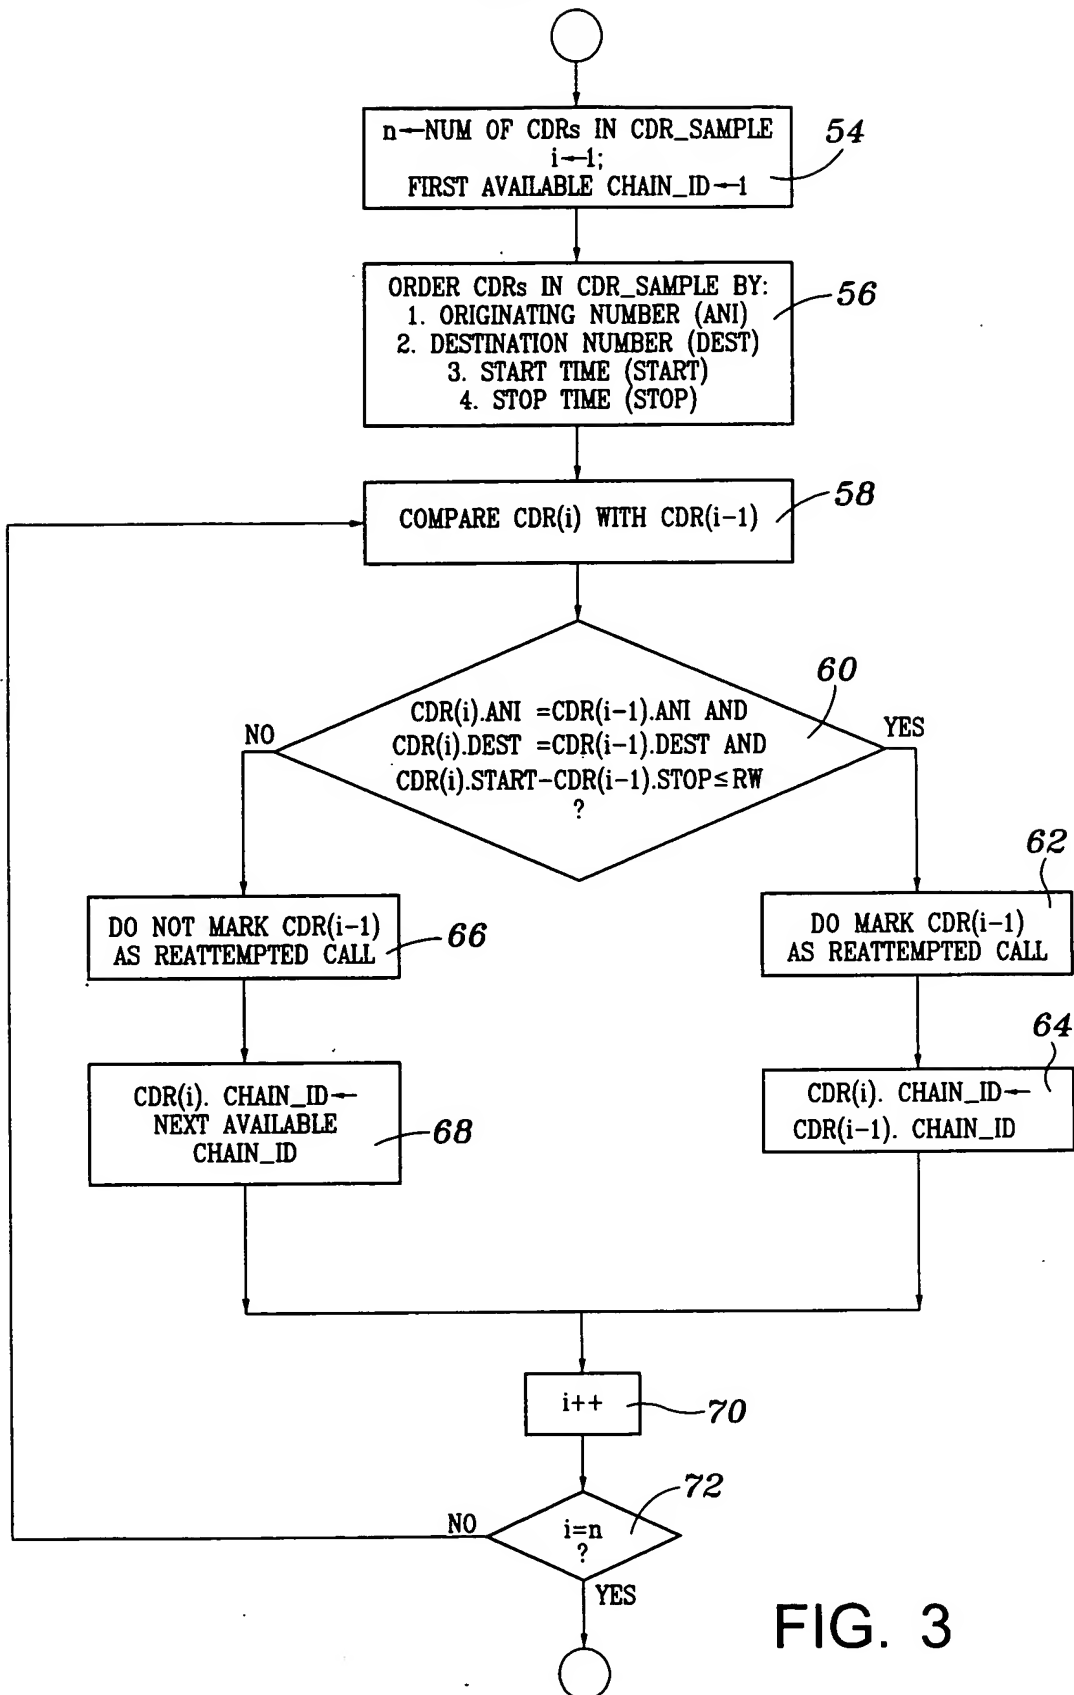 n←NUM OF CDRs IN CDR_SAMPLE
i←1;
FIRST AVAILABLE CHAIN_ID←1
54
ORDER CDRs IN CDR_SAMPLE BY:
1. ORIGINATING NUMBER (ANI)
2. DESTINATION NUMBER (DEST)
3. START TIME (START)
4. STOP TIME (STOP)
56
COMPARE CDR(i) WITH CDR(i-1)
58
CDR(i).ANI =CDR(i-1).ANI AND
CDR(i).DEST =CDR(i-1).DEST AND
CDR(i).START-CDR(i-1).STOP≤RW
?
60
NO
YES
DO NOT MARK CDR(i-1)
AS REATTEMPTED CALL
66
DO MARK CDR(i-1)
AS REATTEMPTED CALL
62
CDR(i). CHAIN_ID←
NEXT AVAILABLE
CHAIN_ID
68
CDR(i). CHAIN_ID←
CDR(i-1). CHAIN_ID
64
i++
70
i=n
?
72
NO
YES
FIG. 3